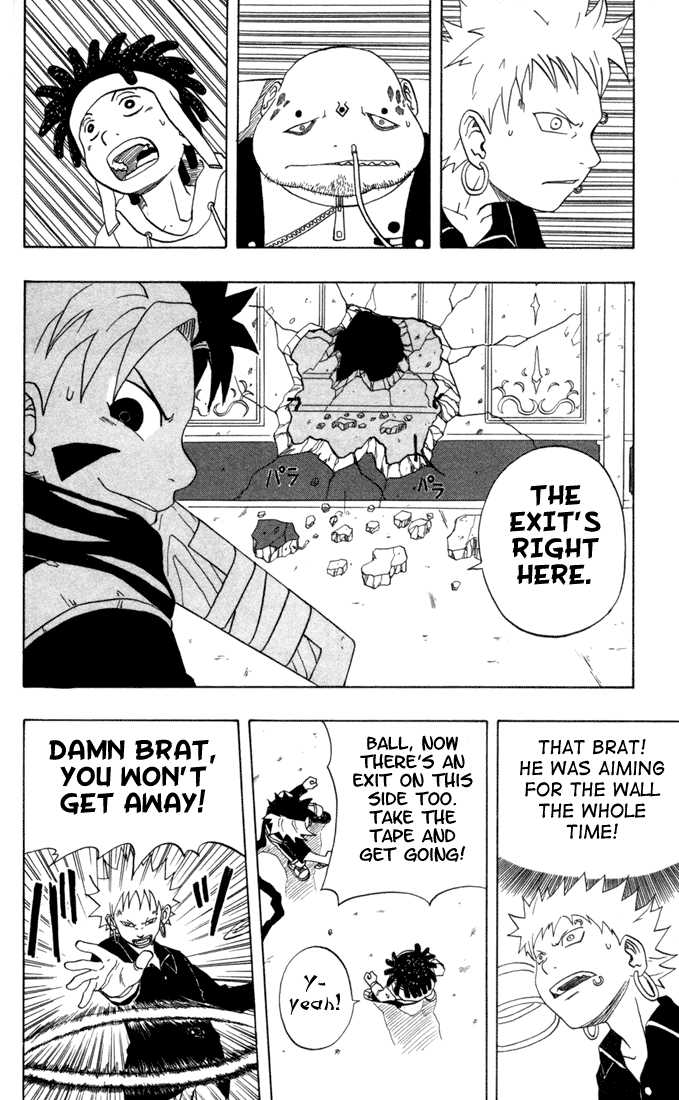 パラ
パラ
THE
EXIT'S
RIGHT
HERE.
THAT BRAT!
HE WAS AIMING
FOR THE WALL
THE WHOLE
TIME!
BALL, NOW
THERE'S AN
EXIT ON THIS
SIDE TOO.
TAKE THE
TAPE AND
GET GOING!
Y-
yeah!
DAMN BRAT,
YOU WON'T
GET AWAY!